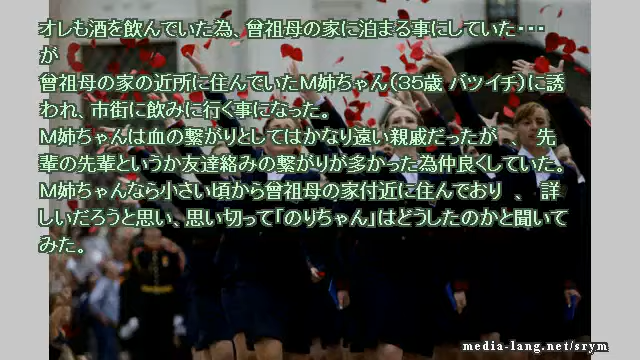 オレも酒を飲んでいた為、曾祖母の家に泊まる事にしていた・・・
が
曾祖母の家の近所に住んでいたM姉ちゃん(35歳 バツイチ)に誘
われ、市街に飲みに行く事になった。
M姉ちゃんは血の繋がりとしてはかなり遠い親戚だったが 、 先
輩の先輩というか友達絡みの繋がりが多かった為仲良くしていた。
M姉ちゃんなら小さい頃から曾祖母の家付近に住んでおり 、 詳
しいだろうと思い、思い切って「のりちゃん」はどうしたのかと聞いて
みた。
media-lang.net/srym